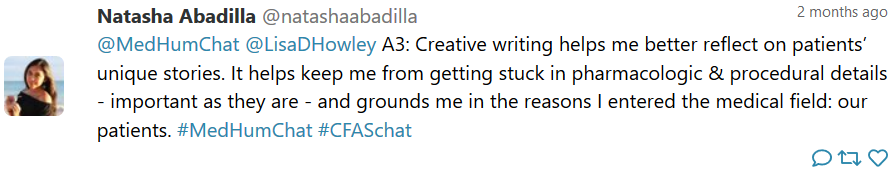 Natasha Abadilla @natashaabadilla 2 months ago
@MedHumChat @LisaDHowley A3: Creative writing helps me better reflect on patients’
unique stories. It helps keep me from getting stuck in pharmacologic & procedural details
- important as they are - and grounds me in the reasons I entered the medical field: our
patients. #MedHumChat #CFASchat